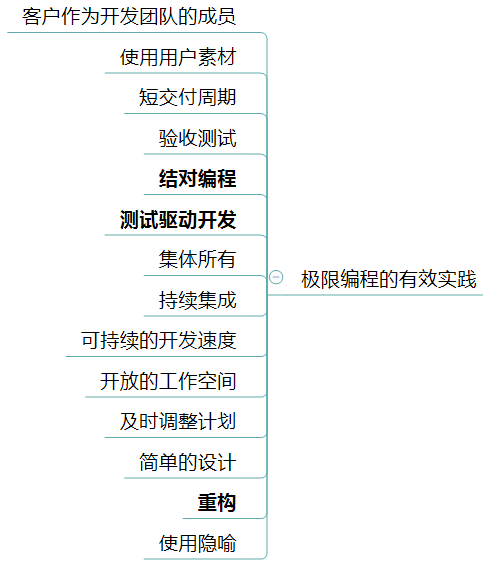 客户作为开发团队的成员
使用用户素材
短交付周期
验收测试
结对编程
测试驱动开发
集体所有
极限编程的有效实践
持续集成
可持续的开发速度
开放的工作空间
及时调整计划
简单的设计
重构
使用隐喻